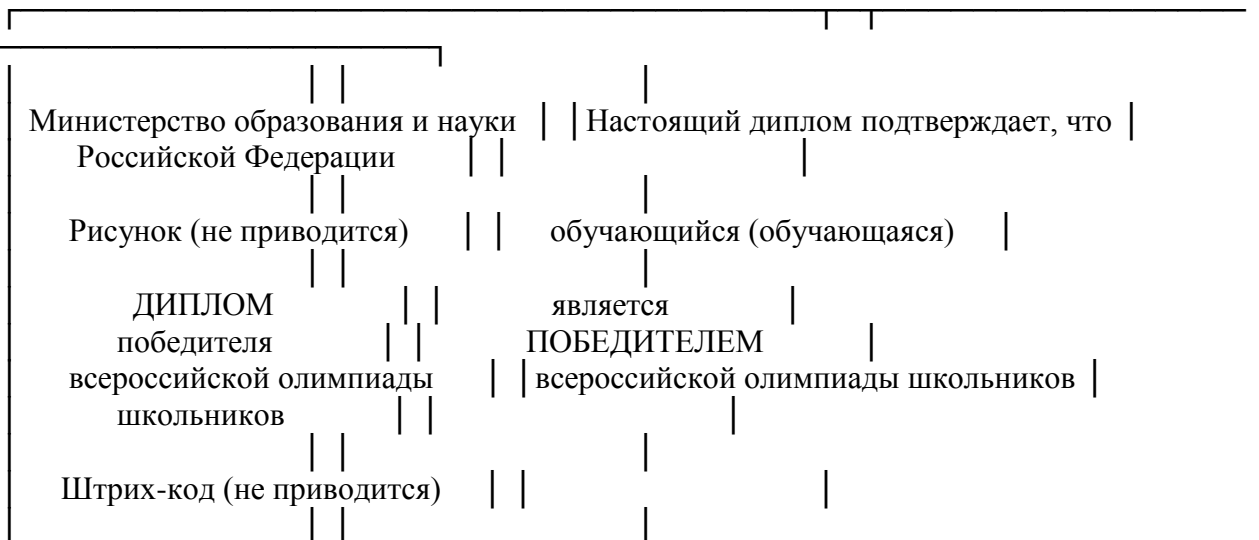 Министерство образования и науки Настоящий диплом подтверждает, что
Российской Федерации
Рисунок (не приводится) обучающийся (обучающаяся)
ДИПЛОМ является
победителя ПОБЕДИТЕЛЕМ
всероссийской олимпиады всероссийской олимпиады школьников
школьников
Штрих-код (не приводится)